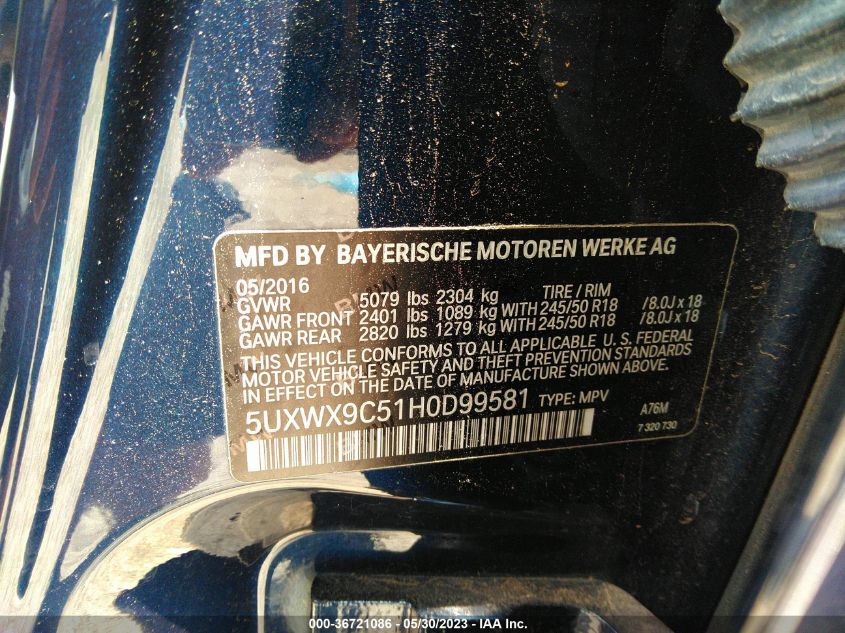 MFD BY BAYERISCHE MOTOREN WERKE AG
05/2016 TIRE / RIM
GVWR 5079 lbs 2304 kg
GAWR FRONT 2401 lbs 1089 kg WITH 245/50 R18 /8.0J x 18
GAWR REAR 2820 lbs 1279 kg WITH 245/50 R18 /8.0J x 18
THIS VEHICLE CONFORMS TO ALL APPLICABLE U.S. FEDERAL
MOTOR VEHICLE SAFETY AND THEFT PREVENTION STANDARDS
IN EFFECT ON THE DATE OF MANUFACTURE SHOWN ABOVE.
5UXWX9C51H0D99581 TYPE: MPV A76M
7 320 730
000-36721086 - 05/30/2023 - IAA Inc.